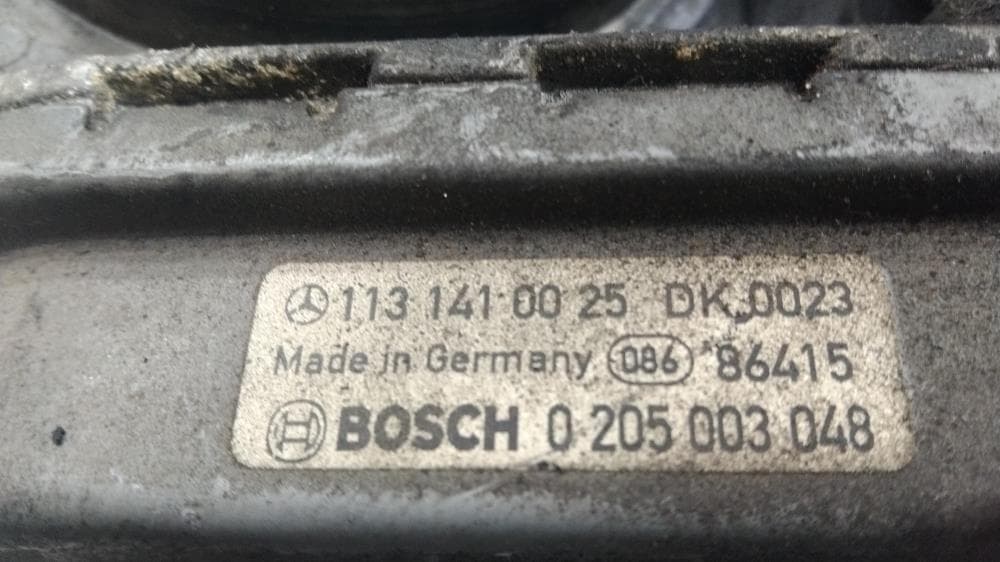 113 141 00 25 DK 0023
Made in Germany 086 86415
BOSCH 0 205 003 048